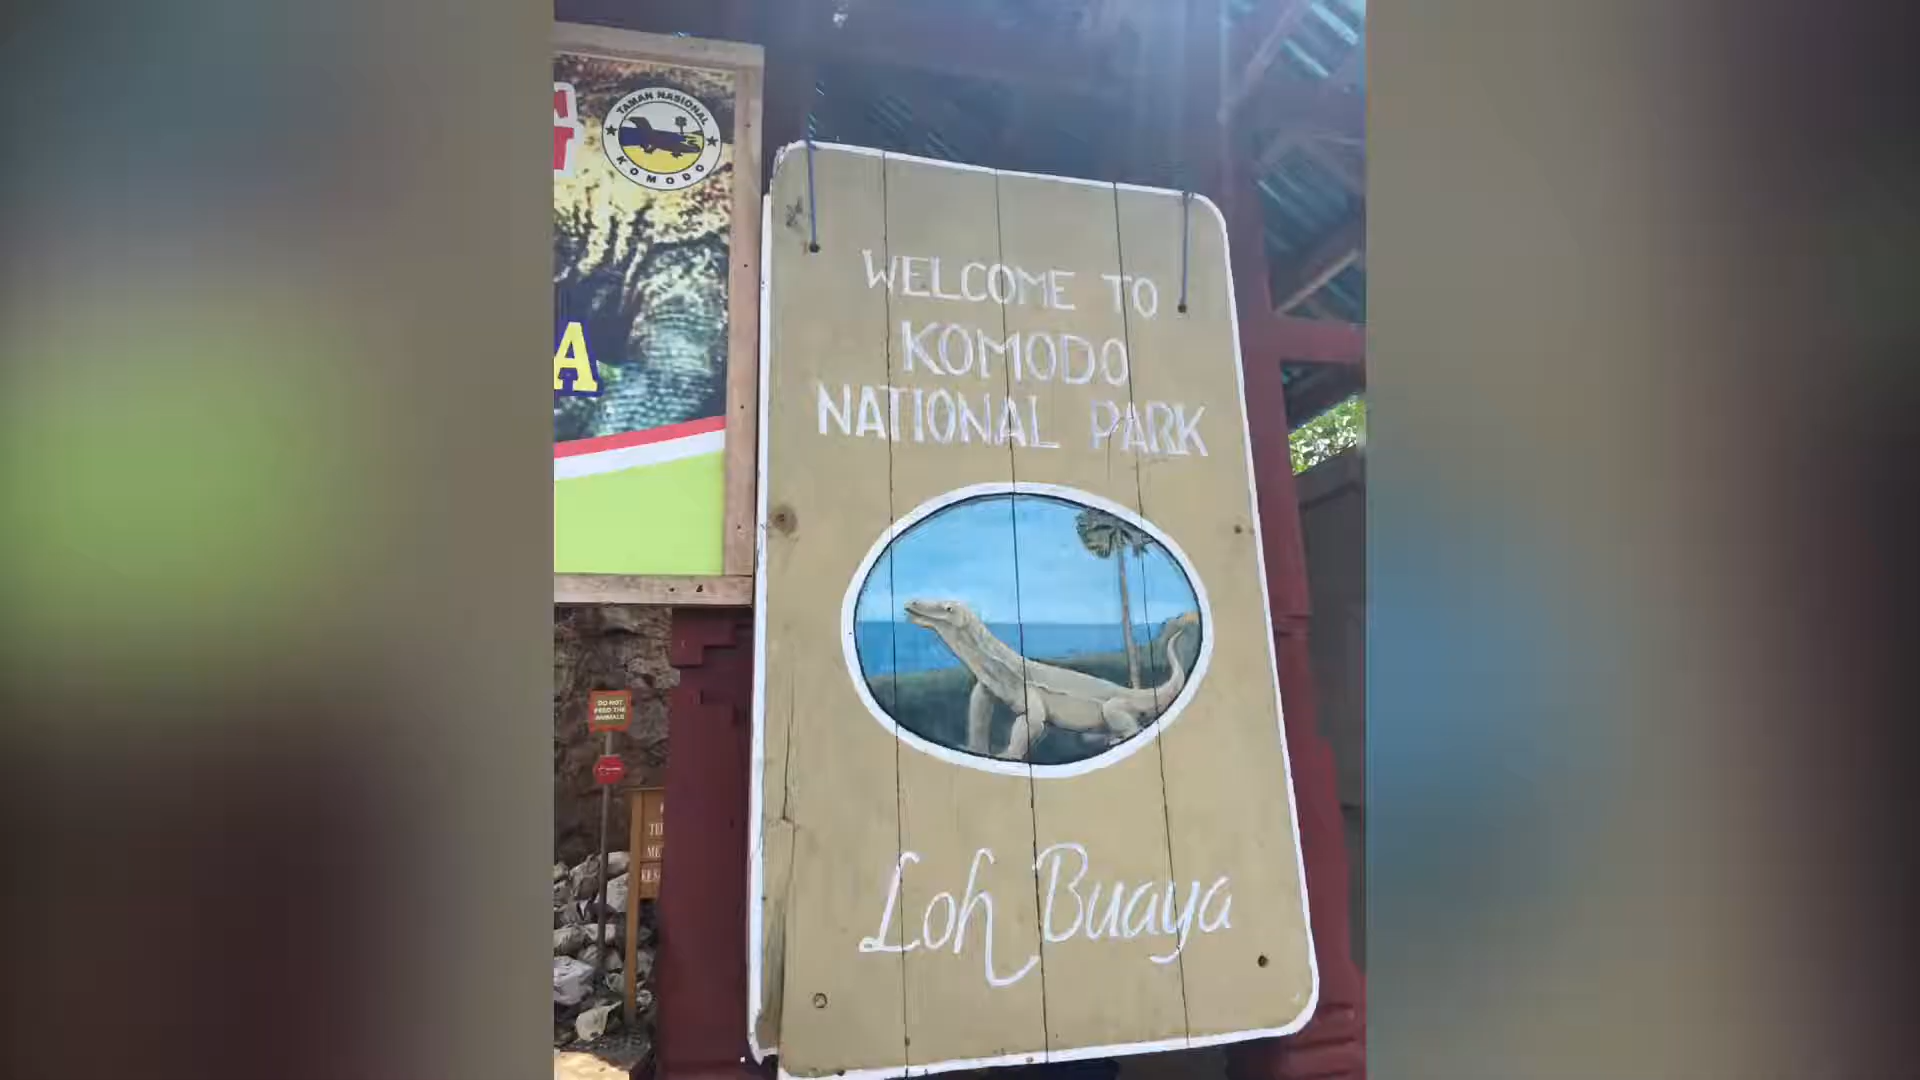 TAMAN NASIONAL
KOMODO
A
WELCOME TO
KOMODO
NATIONAL PARK
Loh Buaya
DO NOT
FEED THE
ANIMALS